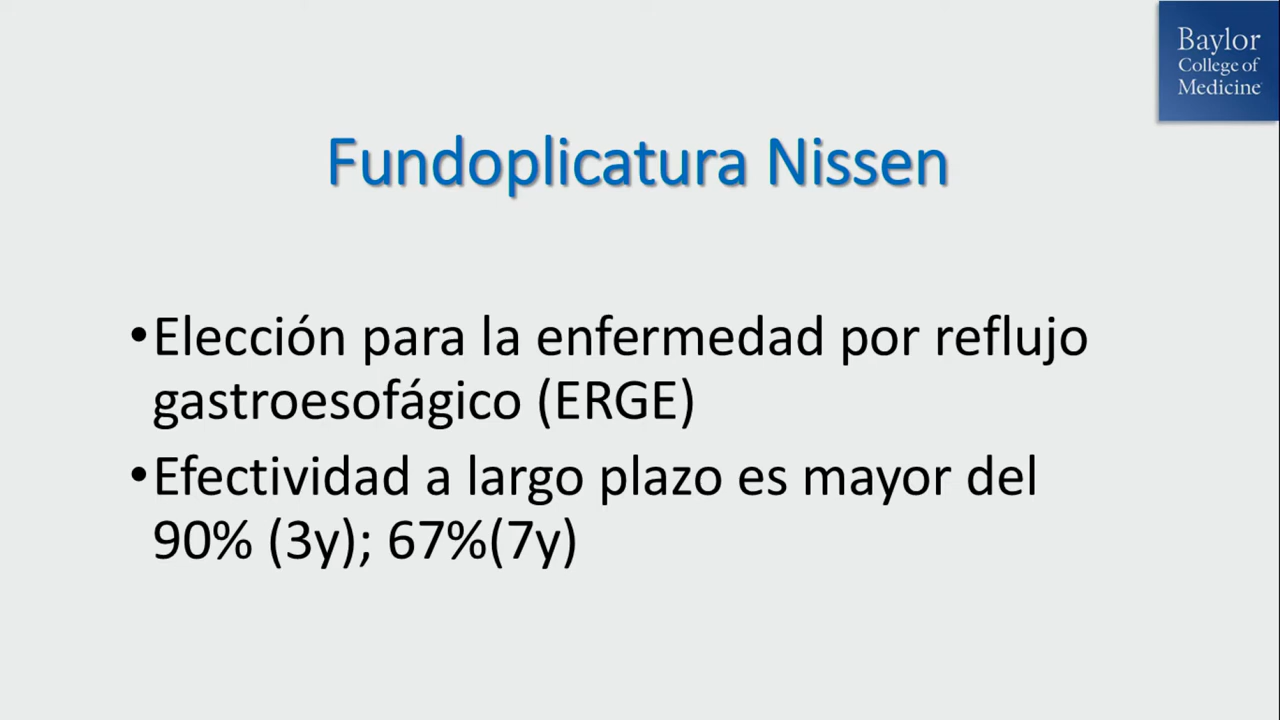 Baylor
College of
Medicine
Fundoplicatura Nissen
•Elección para la enfermedad por reflujo
gastroesofágico (ERGE)
•Efectividad a largo plazo es mayor del
90% (3y); 67%(7y)